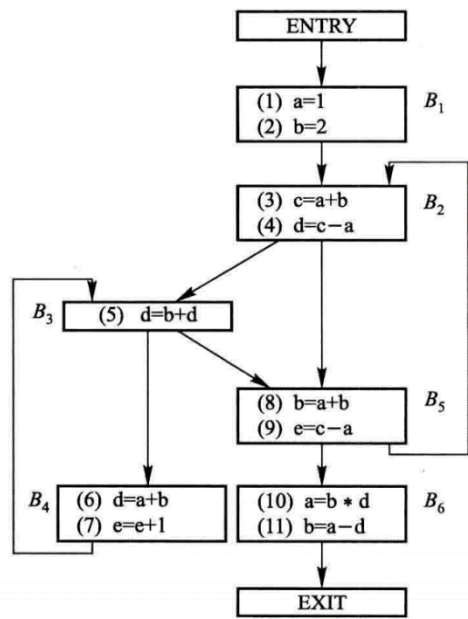 ENTRY
(1) a=1
(2) b=2
B1
(3) c=a+b
(4) d=c−a
B2
B3
(5) d=b+d
(8) b=a+b
(9) e=c−a
B5
B4
(6) d=a+b
(7) e=e+1
(10) a=b * d
(11) b=a−d
B6
EXIT